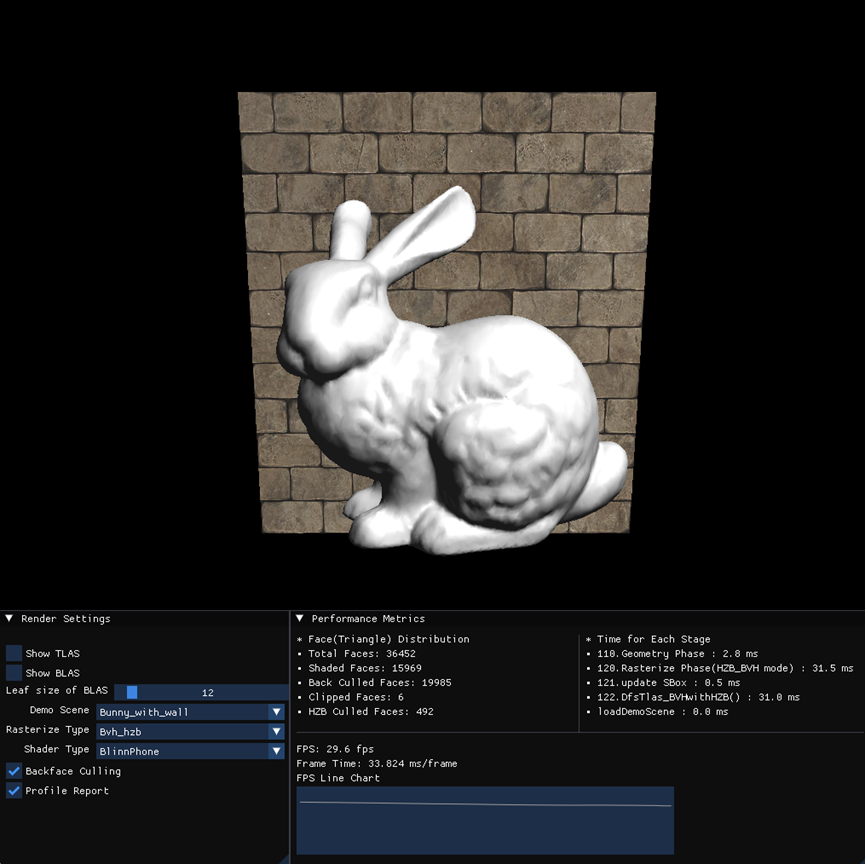 Render Settings
Show TLAS
Show BLAS
Leaf size of BLAS 12
Demo Scene Bunny_with_wall
Rasterize Type Bvh_hzb
Shader Type BlinnPhone
Backface Culling
Profile Report
Performance Metrics
* Face(Triangle) Distribution
• Total Faces: 36452
• Shaded Faces: 15969
• Back Culled Faces: 19985
• Clipped Faces: 6
• HZB Culled Faces: 492
* Time for Each Stage
• 110.Geometry Phase : 2.8 ms
• 120.Rasterize Phase(HZB_BVH mode) : 31.5 ms
• 121.update SBox : 0.5 ms
• 122.DfsTlas_BVHwithHZB() : 31.0 ms
• loadDemoScene : 0.0 ms
FPS: 29.6 fps
Frame Time: 33.824 ms/frame
FPS Line Chart